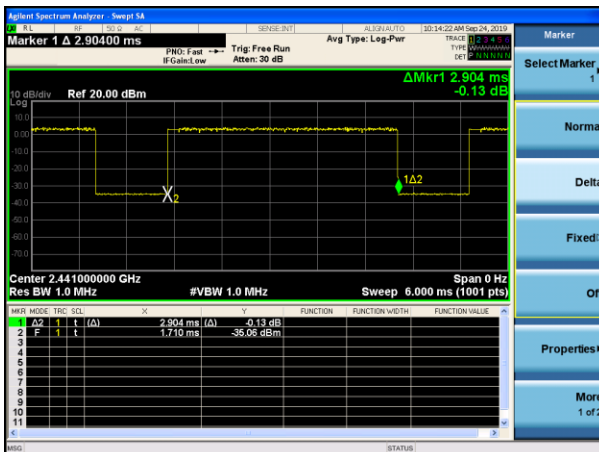 Agilent Spectrum Analyzer - Swept SA
RL RF 50 Ω AC SENSE:INT ALIGNAUTO 10:14:22 AM Sep 24, 2019
Marker 1 Δ 2.90400 ms
PNO: Fast
IFGain:Low
Trig: Free Run
Atten: 30 dB
Avg Type: Log-Pwr
TRACE 1 2 3 4 5 6
TYPE
DET P N N N N N
ΔMkr1 2.904 ms
-0.13 dB
10 dB/div Ref 20.00 dBm
Log
10.0
0.00
-10.0
-20.0
-30.0
-40.0
-50.0
-60.0
-70.0
1Δ2
2
Center 2.441000000 GHz Span 0 Hz
Res BW 1.0 MHz #VBW 1.0 MHz Sweep 6.000 ms (1001 pts)
MKR MODE TRC SCL X Y FUNCTION FUNCTION WIDTH FUNCTION VALUE
1 Δ2 1 t (Δ) 2.904 ms (Δ) -0.13 dB
2 F 1 t 1.710 ms -35.06 dBm
3
4
5
6
7
8
9
10
11
MSG STATUS
Marker
Select Marker
1
Norma
Delta
Fixed
Of
Properties
More
1 of 2